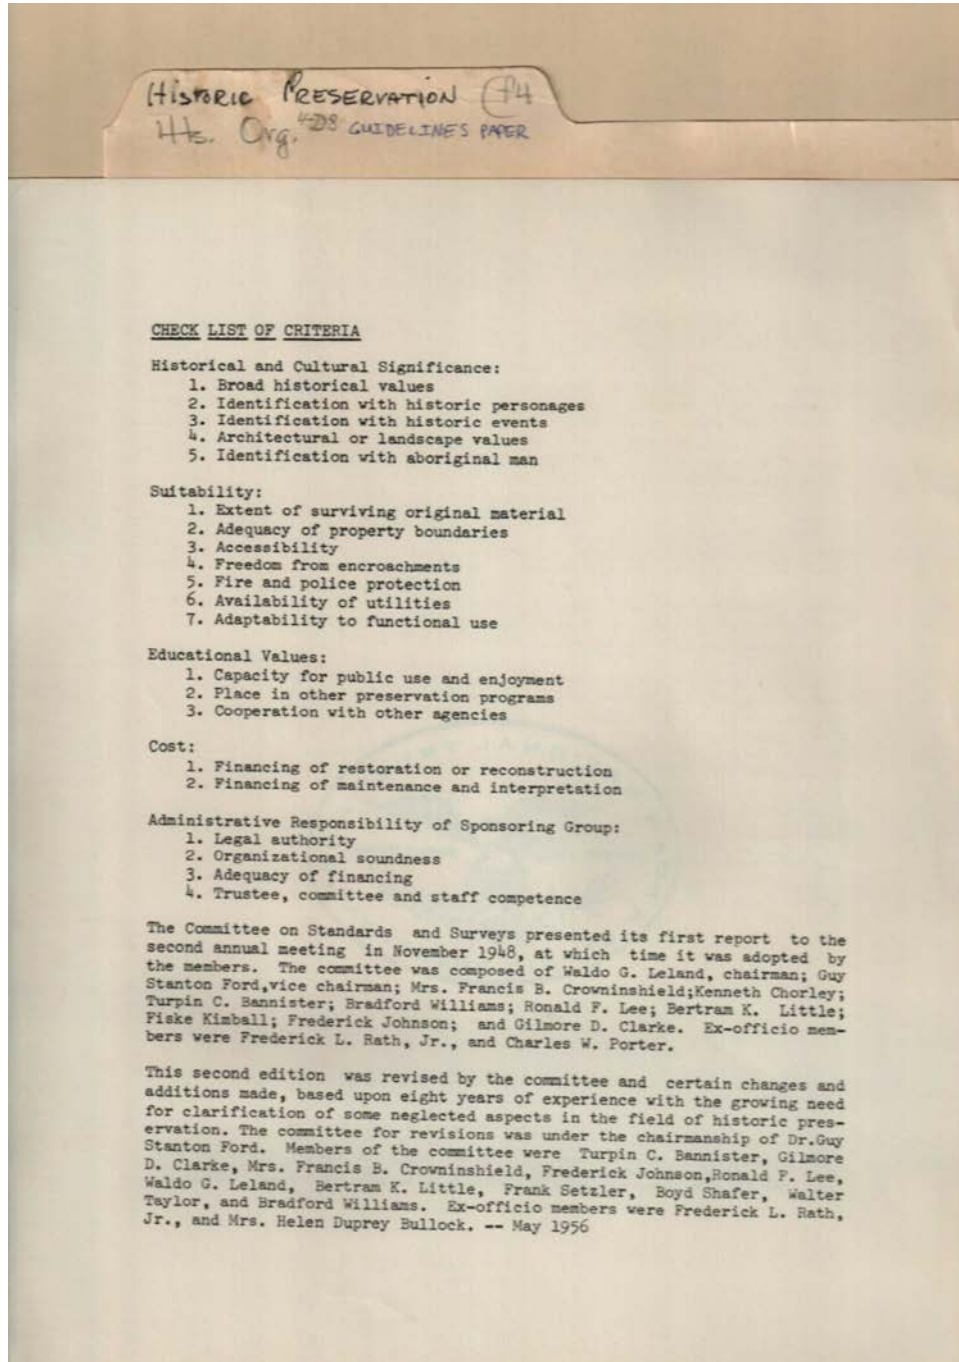 HISTORIC PRESERVATION
Hs. Org. 4-D8 GUIDELINES PAPER
CHECK LIST OF CRITERIA
Historical and Cultural Significance:
1. Broad historical values
2. Identification with historic personages
3. Identification with historic events
4. Architectural or landscape values
5. Identification with aboriginal man
Suitability:
1. Extent of surviving original material
2. Adequacy of property boundaries
3. Accessibility
4. Freedom from encroachments
5. Fire and police protection
6. Availability of utilities
7. Adaptability to functional use
Educational Values:
1. Capacity for public use and enjoyment
2. Place in other preservation programs
3. Cooperation with other agencies
Cost:
1. Financing of restoration or reconstruction
2. Financing of maintenance and interpretation
Administrative Responsibility of Sponsoring Group:
1. Legal authority
2. Organizational soundness
3. Adequacy of financing
4. Trustee, committee and staff competence
The Committee on Standards and Surveys presented its first report to the
second annual meeting in November 1948, at which time it was adopted by
the members. The committee was composed of Waldo G. Leland, chairman; Guy
Stanton Ford,vice chairman; Mrs. Francis B. Crowninshield;Kenneth Chorley;
Turpin C. Bannister; Bradford Williams; Ronald F. Lee; Bertram K. Little;
Fiske Kimball; Frederick Johnson; and Gilmore D. Clarke. Ex-officio mem-
bers were Frederick L. Rath, Jr., and Charles W. Porter.
This second edition was revised by the committee and certain changes and
additions made, based upon eight years of experience with the growing need
for clarification of some neglected aspects in the field of historic pres-
ervation. The committee for revisions was under the chairmanship of Dr.Guy
Stanton Ford. Members of the committee were Turpin C. Bannister, Gilmore
D. Clarke, Mrs. Francis B. Crowninshield, Frederick Johnson,Ronald F. Lee,
Waldo G. Leland, Bertram K. Little, Frank Setzler, Boyd Shafer, Walter
Taylor, and Bradford Williams. Ex-officio members were Frederick L. Rath,
Jr., and Mrs. Helen Duprey Bullock. -- May 1956